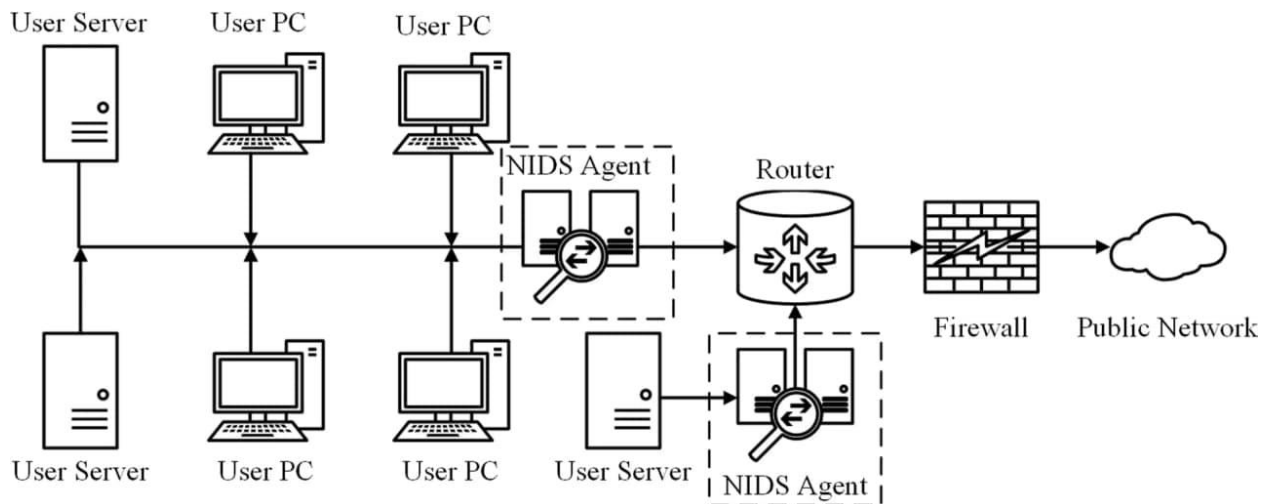 User Server
User PC
User PC
NIDS Agent
Router
Firewall
Public Network
User Server
User PC
User PC
User Server
NIDS Agent